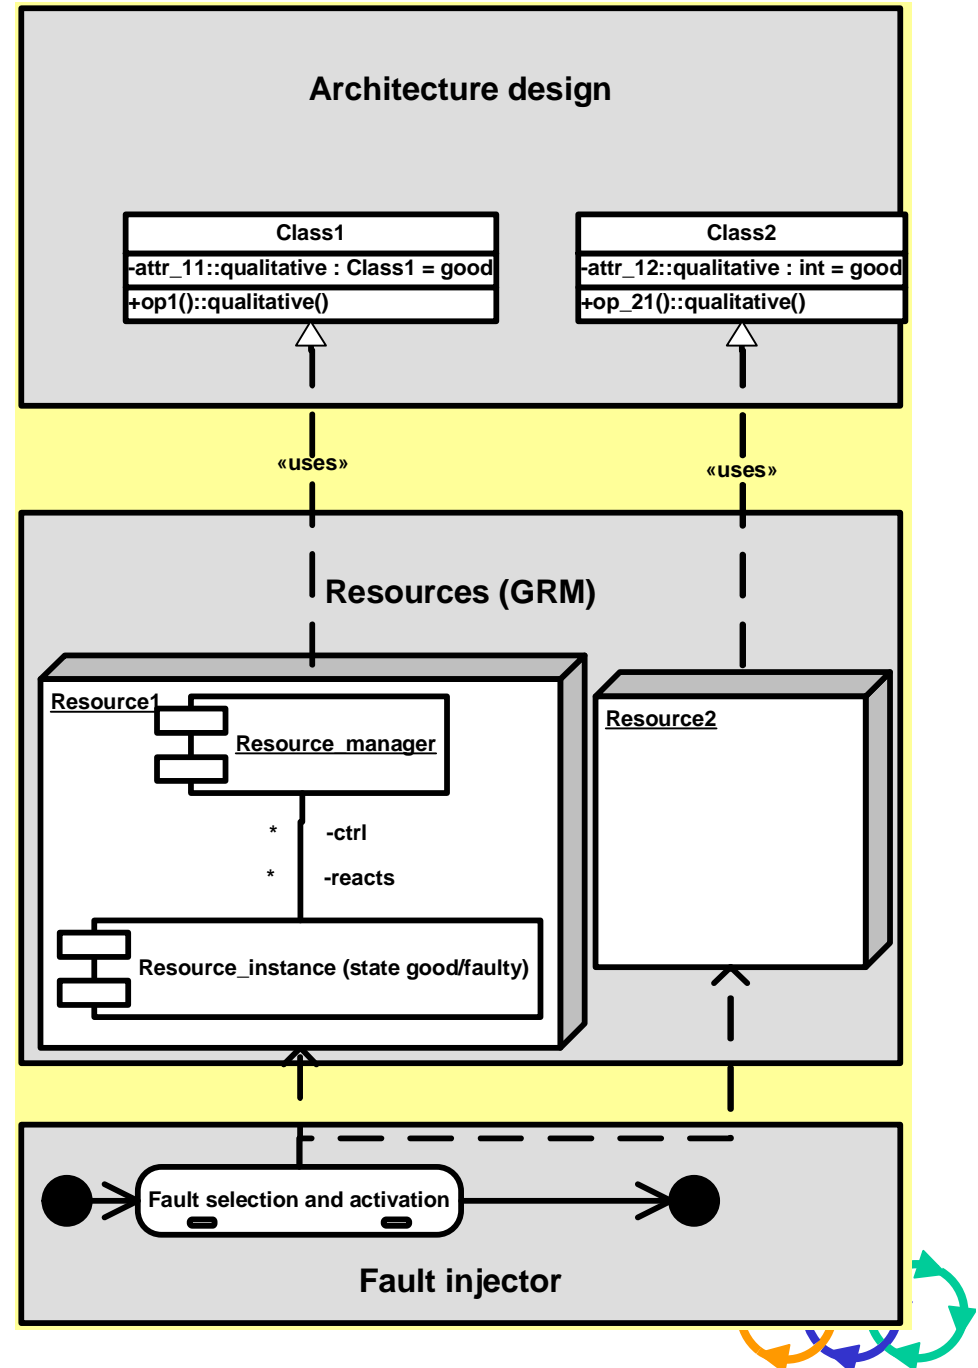 Architecture design
Class1
-attr_11::qualitative : Class1 = good
+op1()::qualitative()
Class2
-attr_12::qualitative : int = good
+op_21()::qualitative()
«uses»
«uses»
Resources (GRM)
Resource1
Resource_manager
* -ctrl
* -reacts
Resource_instance (state good/faulty)
Resource2
Fault selection and activation
Fault injector